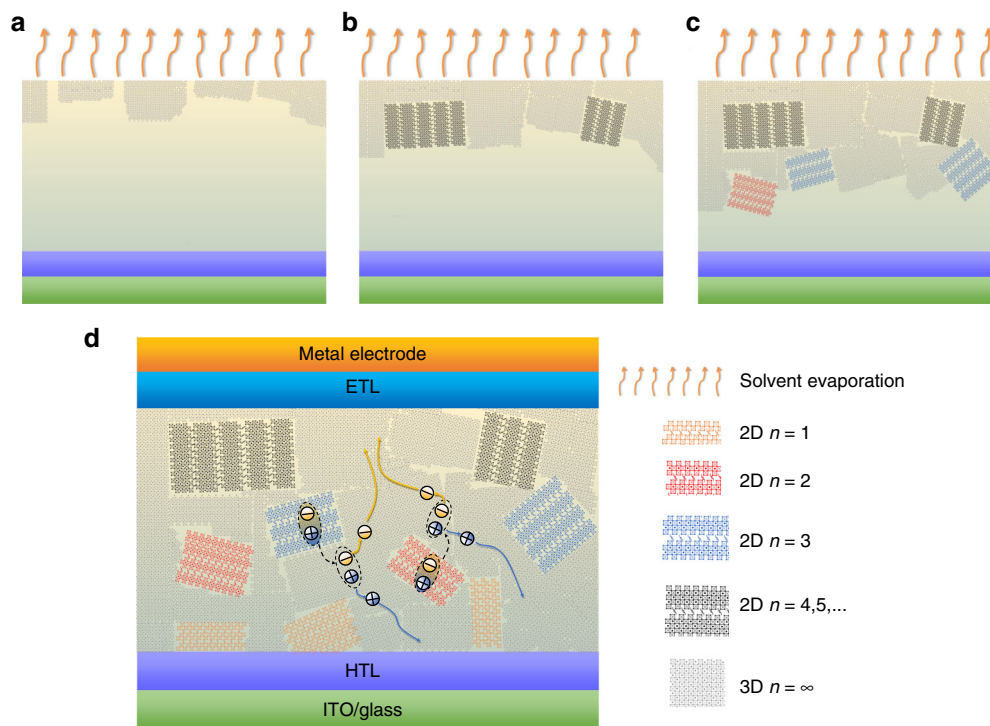 a
b
c
d
Metal electrode
ETL
HTL
ITO/glass
Solvent evaporation
2D n = 1
2D n = 2
2D n = 3
2D n = 4,5,...
3D n = ∞